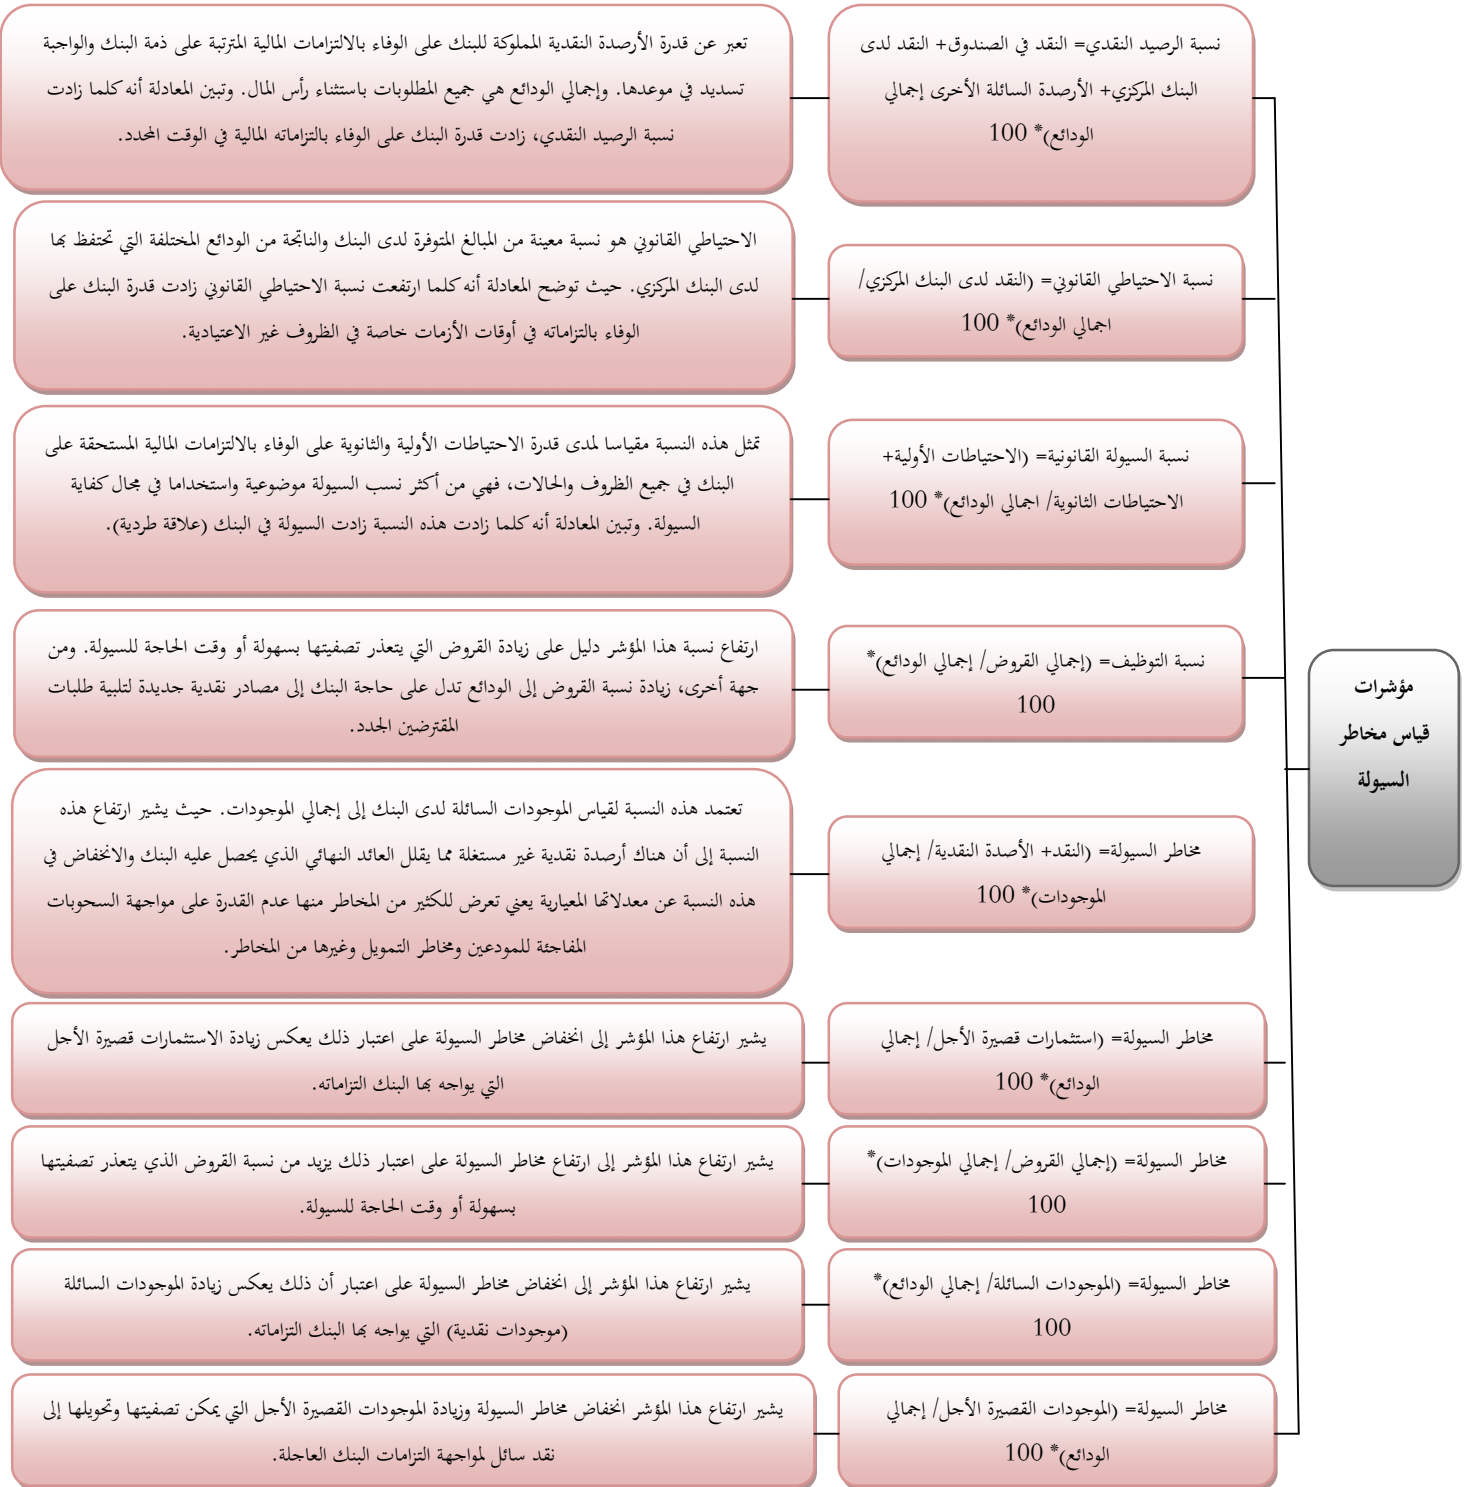 مؤشرات
قياس مخاطر
السيولة
نسبة الرصيد النقدي= النقد في الصندوق+ النقد لدى
البنك المركزي+ الأرصدة السائلة الأخرى إجمالي
الودائع)* 100
تعبر عن قدرة الأرصدة النقدية المملوكة للبنك على الوفاء بالالتزامات المالية المترتبة على ذمة البنك والواجبة
تسديد في موعدها. وإجمالي الودائع هي جميع المطلوبات باستثناء رأس المال. وتبين المعادلة أنه كلما زادت
نسبة الرصيد النقدي، زادت قدرة البنك على الوفاء بالتزاماته المالية في الوقت المحدد.
نسبة الاحتياطي القانوني= (النقد لدى البنك المركزي/
اجمالي الودائع)* 100
الاحتياطي القانوني هو نسبة معينة من المبالغ المتوفرة لدى البنك والناتجة من الودائع المختلفة التي تحتفظ بها
لدى البنك المركزي. حيث توضح المعادلة أنه كلما ارتفعت نسبة الاحتياطي القانوني زادت قدرة البنك على
الوفاء بالتزاماته في أوقات الأزمات خاصة في الظروف غير الاعتيادية.
نسبة السيولة القانونية= (الاحتياطات الأولية+
الاحتياطات الثانوية/ اجمالي الودائع)* 100
تمثل هذه النسبة مقياسا لمدى قدرة الاحتياطات الأولية والثانوية على الوفاء بالالتزامات المالية المستحقة على
البنك في جميع الظروف والحالات، فهي من أكثر نسب السيولة موضوعية واستخداما في مجال كفاية
السيولة. وتبين المعادلة أنه كلما زادت هذه النسبة زادت السيولة في البنك (علاقة طردية).
نسبة التوظيف= (إجمالي القروض/ إجمالي الودائع)*
100
ارتفاع نسبة هذا المؤشر دليل على زيادة القروض التي يتعذر تصفيتها بسهولة أو وقت الحاجة للسيولة. ومن
جهة أخرى، زيادة نسبة القروض إلى الودائع تدل على حاجة البنك إلى مصادر نقدية جديدة لتلبية طلبات
المقترضين الجدد.
مخاطر السيولة= (النقد+ الأصدة النقدية/ إجمالي
الموجودات)* 100
تعتمد هذه النسبة لقياس الموجودات السائلة لدى البنك إلى إجمالي الموجودات. حيث يشير ارتفاع هذه
النسبة إلى أن هناك أرصدة نقدية غير مستغلة مما يقلل العائد النهائي الذي يحصل عليه البنك والانخفاض في
هذه النسبة عن معدلاتها المعيارية يعني تعرض للكثير من المخاطر منها عدم القدرة على مواجهة السحوبات
المفاجئة للمودعين ومخاطر التمويل وغيرها من المخاطر.
مخاطر السيولة= (استثمارات قصيرة الأجل/ إجمالي
الودائع)* 100
يشير ارتفاع هذا المؤشر إلى انخفاض مخاطر السيولة على اعتبار ذلك يعكس زيادة الاستثمارات قصيرة الأجل
التي يواجه بها البنك التزاماته.
مخاطر السيولة= (إجمالي القروض/ إجمالي الموجودات)*
100
يشير ارتفاع هذا المؤشر إلى ارتفاع مخاطر السيولة على اعتبار ذلك يزيد من نسبة القروض الذي يتعذر تصفيتها
بسهولة أو وقت الحاجة للسيولة.
مخاطر السيولة= (الموجودات السائلة/ إجمالي الودائع)*
100
يشير ارتفاع هذا المؤشر إلى انخفاض مخاطر السيولة على اعتبار أن ذلك يعكس زيادة الموجودات السائلة
(موجودات نقدية) التي يواجه بها البنك التزاماته.
مخاطر السيولة= (الموجودات القصيرة الأجل/ إجمالي
الودائع)* 100
يشير ارتفاع هذا المؤشر انخفاض مخاطر السيولة وزيادة الموجودات القصيرة الأجل التي يمكن تصفيتها وتحويلها إلى
نقد سائل لمواجهة التزامات البنك العاجلة.